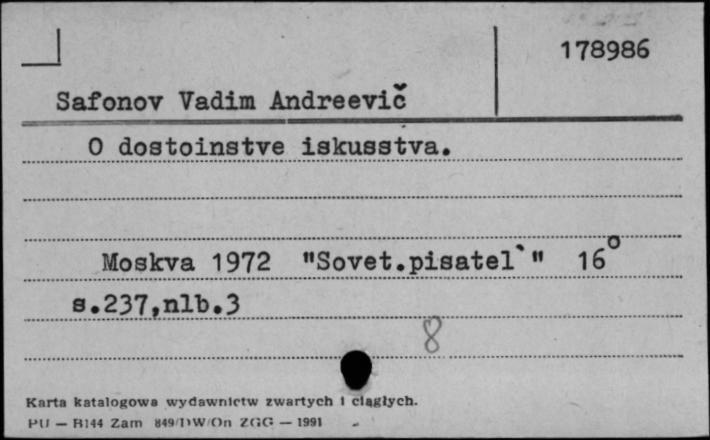 178986
Safonov Vadim Andreevič
O dostoinstve iskusstva.
Moskva 1972 "Sovet.pisatel`" 16°
s.237,nlb.3
8
Karta katalogowa wydawnictw zwartych i ciągłych.
PU — B144 Zam 849/DW/On ZGG — 1991